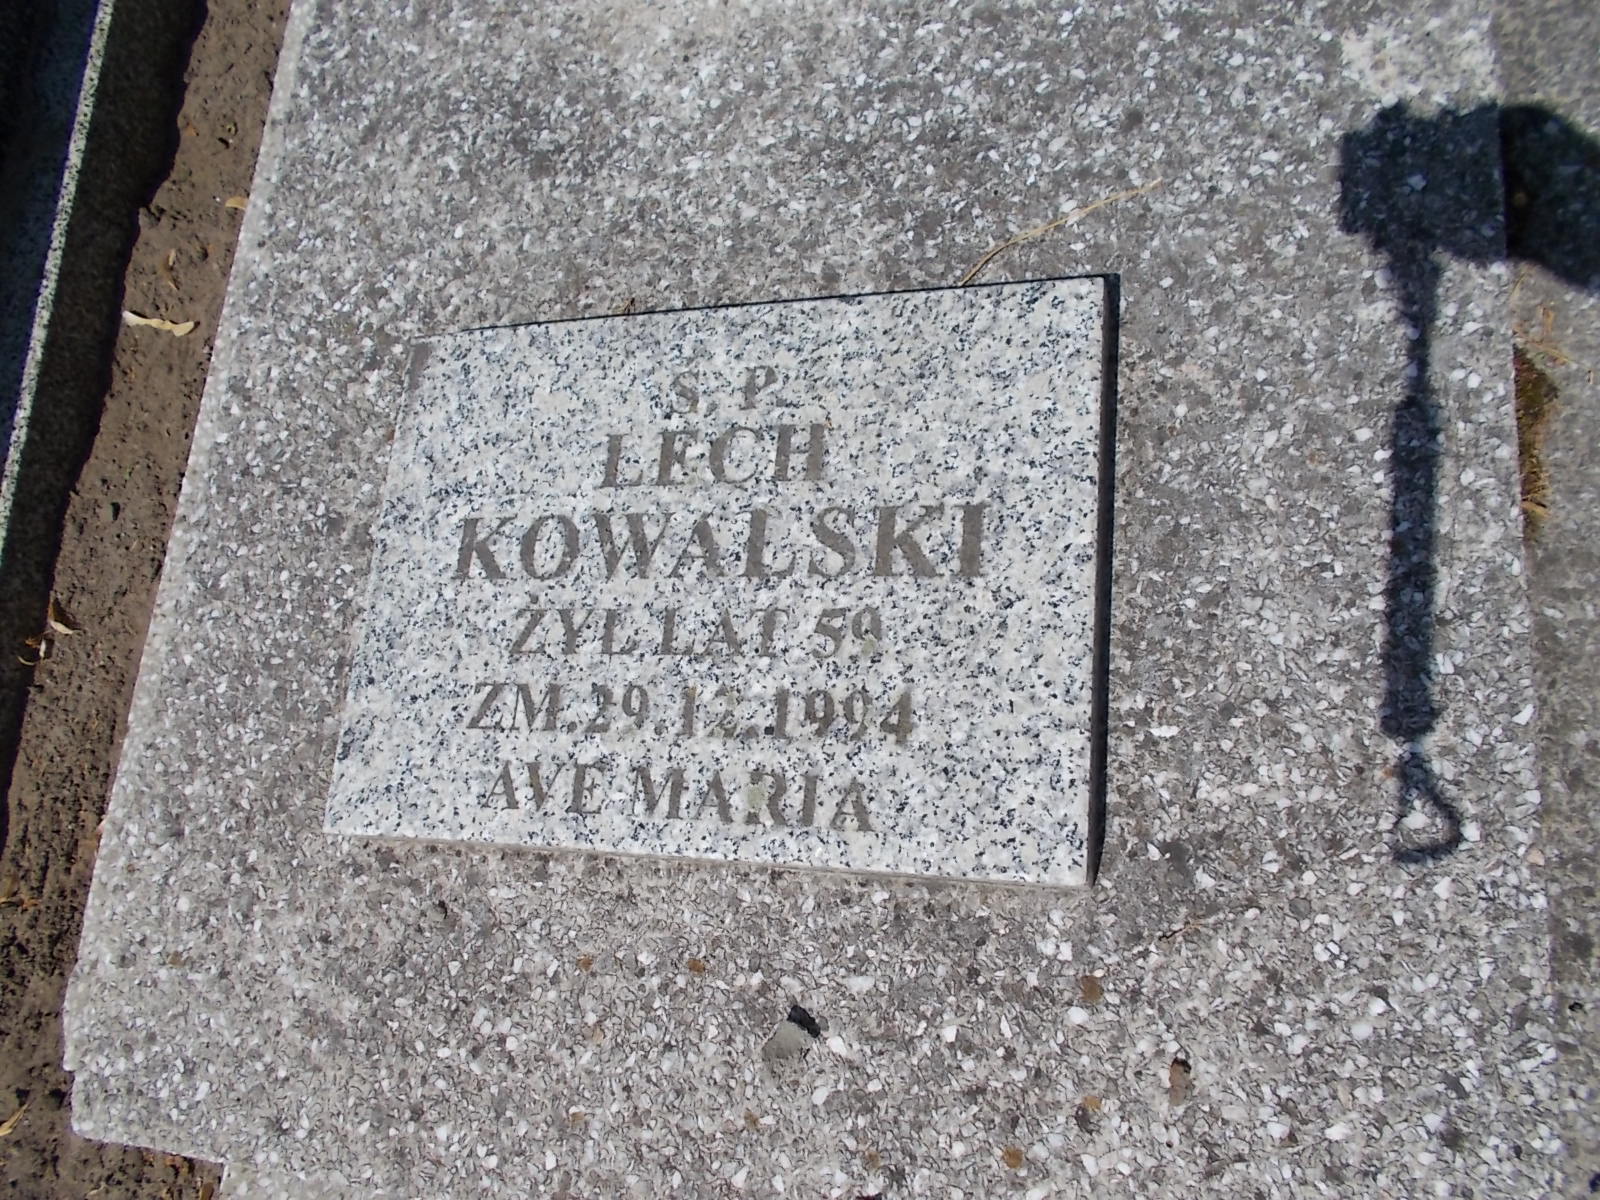 Ś. P.
LECH
KOWALSKI
ŻYŁ LAT 59
ZM. 29.12.1994
AVE MARIA